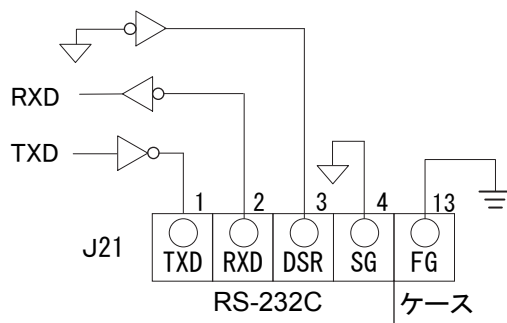 RXD
TXD
1 2 3 4 13
J21 TXD RXD DSR SG FG
RS-232C ケース